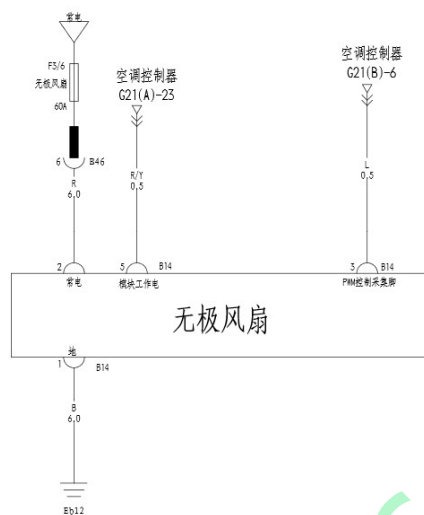 常电
F3/6
无极风扇
60A
空调控制器
G21(A)-23
空调控制器
G21(B)-6
6 B46
R
6.0
R/Y
0.5
L
0.5
2
5 B14
3 B14
常电
模块工作电
PWM控制采集脚
无极风扇
地
1 B14
B
6.0
Eb12